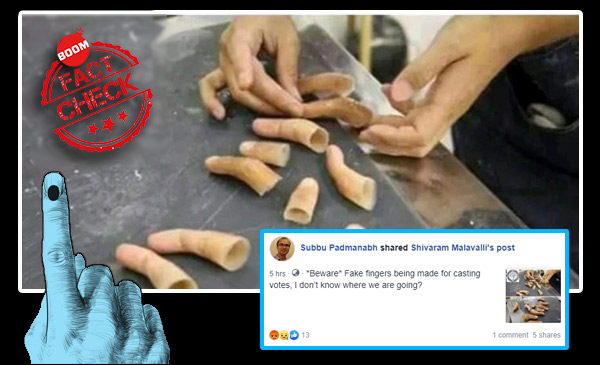 BOOM
FACT
CHECK
Subbu Padmanabh shared Shivaram Malavalli's post
5 hrs · *Beware* Fake fingers being made for casting
votes, I don't know where we are going?
13
1 comment 5 shares